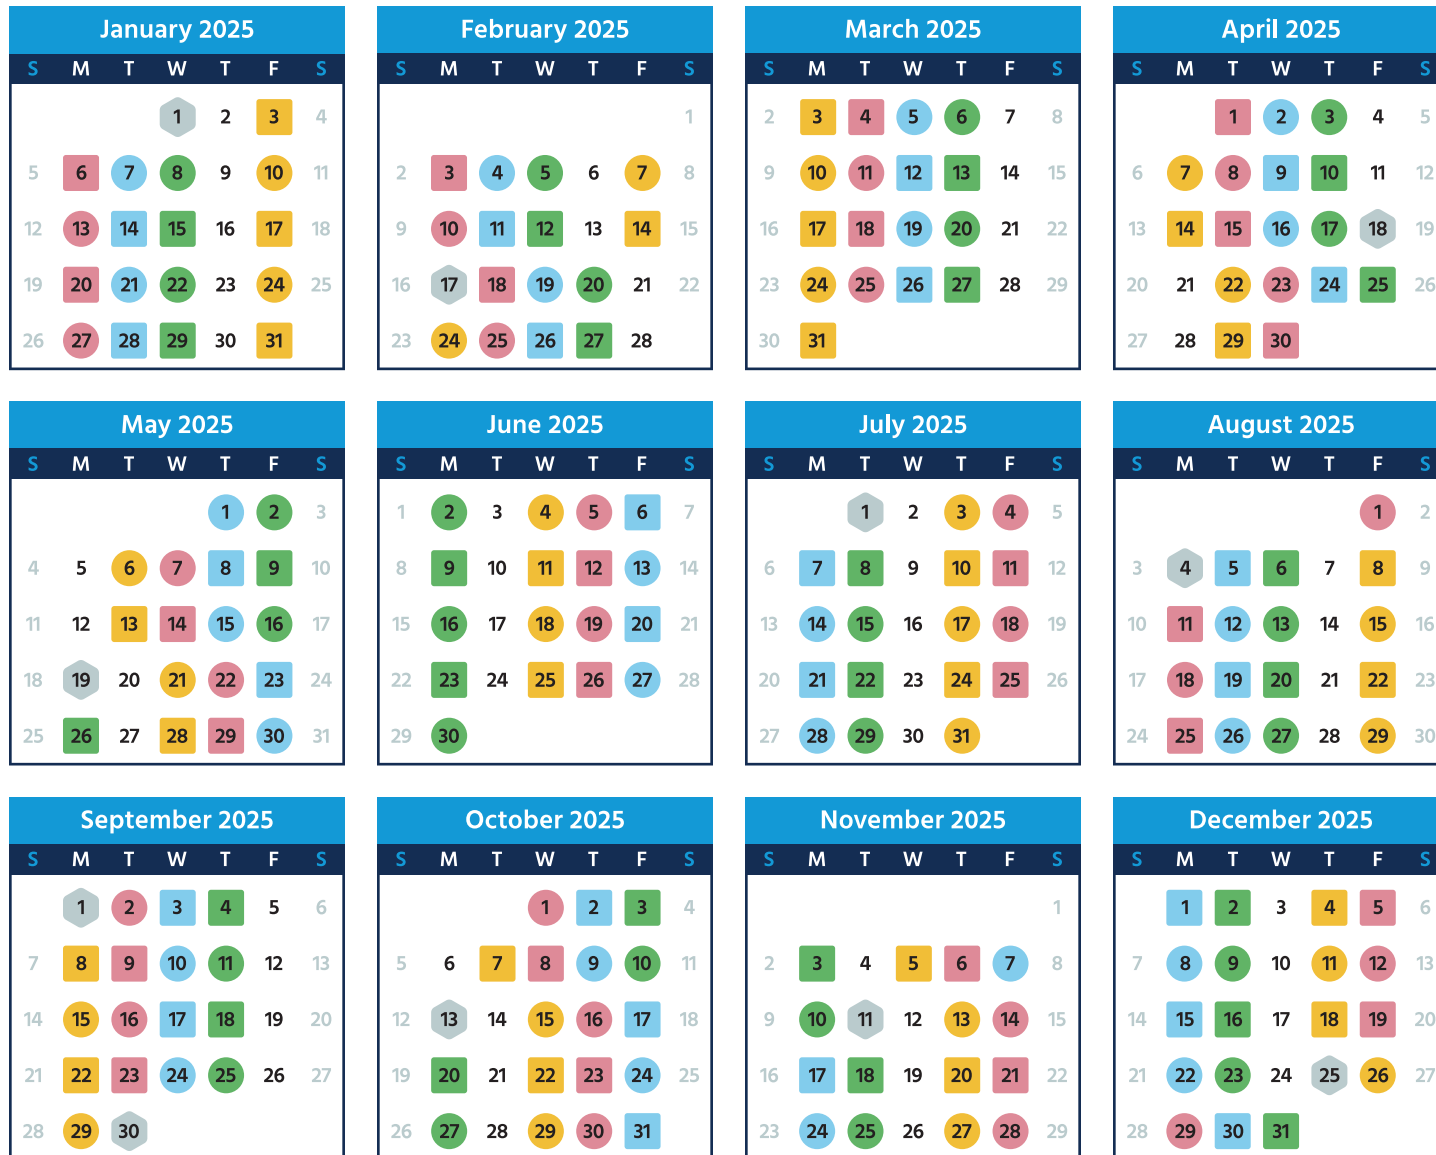 January 2025
S M T W T F S
1 2 3 4
5 6 7 8 9 10 11
12 13 14 15 16 17 18
19 20 21 22 23 24 25
26 27 28 29 30 31
February 2025
S M T W T F S
1
2 3 4 5 6 7 8
9 10 11 12 13 14 15
16 17 18 19 20 21 22
23 24 25 26 27 28
March 2025
S M T W T F S
2 3 4 5 6 7 8
9 10 11 12 13 14 15
16 17 18 19 20 21 22
23 24 25 26 27 28 29
30 31
April 2025
S M T W T F S
1 2 3 4 5
6 7 8 9 10 11 12
13 14 15 16 17 18 19
20 21 22 23 24 25 26
27 28 29 30
May 2025
S M T W T F S
1 2 3
4 5 6 7 8 9 10
11 12 13 14 15 16 17
18 19 20 21 22 23 24
25 26 27 28 29 30 31
June 2025
S M T W T F S
1 2 3 4 5 6 7
8 9 10 11 12 13 14
15 16 17 18 19 20 21
22 23 24 25 26 27 28
29 30
July 2025
S M T W T F S
1 2 3 4 5
6 7 8 9 10 11 12
13 14 15 16 17 18 19
20 21 22 23 24 25 26
27 28 29 30 31
August 2025
S M T W T F S
1 2
3 4 5 6 7 8 9
10 11 12 13 14 15 16
17 18 19 20 21 22 23
24 25 26 27 28 29 30
September 2025
S M T W T F S
1 2 3 4 5 6
7 8 9 10 11 12 13
14 15 16 17 18 19 20
21 22 23 24 25 26 27
28 29 30
October 2025
S M T W T F S
1 2 3 4
5 6 7 8 9 10 11
12 13 14 15 16 17 18
19 20 21 22 23 24 25
26 27 28 29 30 31
November 2025
S M T W T F S
1
2 3 4 5 6 7 8
9 10 11 12 13 14 15
16 17 18 19 20 21 22
23 24 25 26 27 28 29
December 2025
S M T W T F S
1 2 3 4 5 6
7 8 9 10 11 12 13
14 15 16 17 18 19 20
21 22 23 24 25 26 27
28 29 30 31